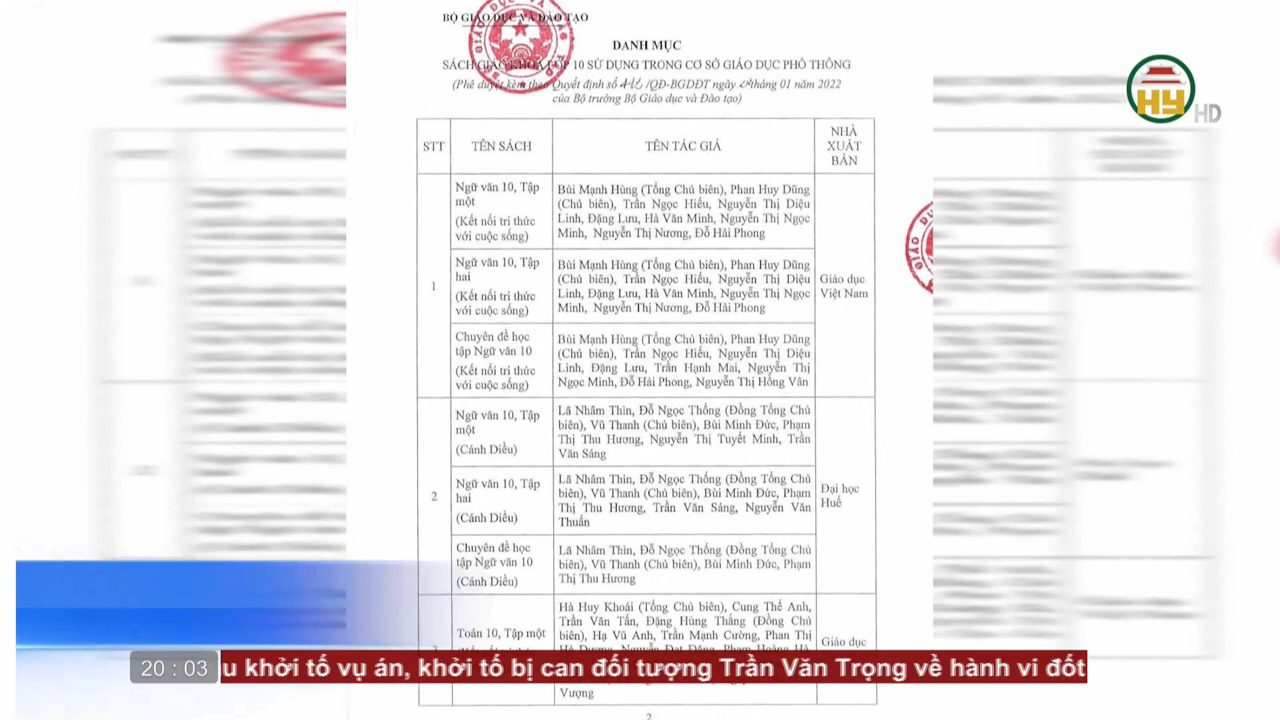 BỘ GIÁO DỤC VÀ ĐÀO TẠO
DANH MỤC
SÁCH GIÁO KHOA LỚP 10 SỬ DỤNG TRONG CƠ SỞ GIÁO DỤC PHỔ THÔNG
(Phê duyệt kèm theo Quyết định số /QĐ-BGDĐT ngày tháng 01 năm 2022
của Bộ trưởng Bộ Giáo dục và Đào tạo)
HY HD
STT
TÊN SÁCH
TÊN TÁC GIẢ
NHÀ
XUẤT
BẢN
1
Ngữ văn 10, Tập
một
(Kết nối tri thức
với cuộc sống)
Bùi Mạnh Hùng (Tổng Chủ biên), Phan Huy Dũng
(Chủ biên), Trần Ngọc Hiếu, Nguyễn Thị Diệu
Linh, Đặng Lưu, Hà Văn Minh, Nguyễn Thị Ngọc
Minh, Nguyễn Thị Nương, Đỗ Hải Phong
Ngữ văn 10, Tập
hai
(Kết nối tri thức
với cuộc sống)
Bùi Mạnh Hùng (Tổng Chủ biên), Phan Huy Dũng
(Chủ biên), Trần Ngọc Hiếu, Nguyễn Thị Diệu
Linh, Đặng Lưu, Hà Văn Minh, Nguyễn Thị Ngọc
Minh, Nguyễn Thị Nương, Đỗ Hải Phong
Giáo dục
Việt Nam
Chuyên đề học
tập Ngữ văn 10
(Kết nối tri thức
với cuộc sống)
Bùi Mạnh Hùng (Tổng Chủ biên), Phan Huy Dũng
(Chủ biên), Trần Ngọc Hiếu, Nguyễn Thị Diệu
Linh, Đặng Lưu, Trần Hạnh Mai, Nguyễn Thị
Ngọc Minh, Đỗ Hải Phong, Nguyễn Thị Hồng Vân
2
Ngữ văn 10, Tập
một
(Cánh Diều)
Lã Nhâm Thìn, Đỗ Ngọc Thống (Đồng Tổng Chủ
biên), Vũ Thanh (Chủ biên), Bùi Minh Đức, Phạm
Thị Thu Hương, Nguyễn Thị Tuyết Minh, Trần
Văn Sáng
Ngữ văn 10, Tập
hai
(Cánh Diều)
Lã Nhâm Thìn, Đỗ Ngọc Thống (Đồng Tổng Chủ
biên), Vũ Thanh (Chủ biên), Bùi Minh Đức, Phạm
Thị Thu Hương, Trần Văn Sáng, Nguyễn Văn
Thuấn
Đại học
Huế
Chuyên đề học
tập Ngữ văn 10
(Cánh Diều)
Lã Nhâm Thìn, Đỗ Ngọc Thống (Đồng Tổng Chủ
biên), Vũ Thanh (Chủ biên), Bùi Minh Đức, Phạm
Thị Thu Hương
Toán 10, Tập một
Hà Huy Khoái (Tổng Chủ biên), Cung Thế Anh,
Trần Văn Tấn, Đặng Hùng Thắng (Đồng Chủ
biên), Hạ Vũ Anh, Trần Mạnh Cường, Phan Thị
Giáo dục
Vượng
2
20 : 03
u khởi tố vụ án, khởi tố bị can đối tượng Trần Văn Trọng về hành vi đốt